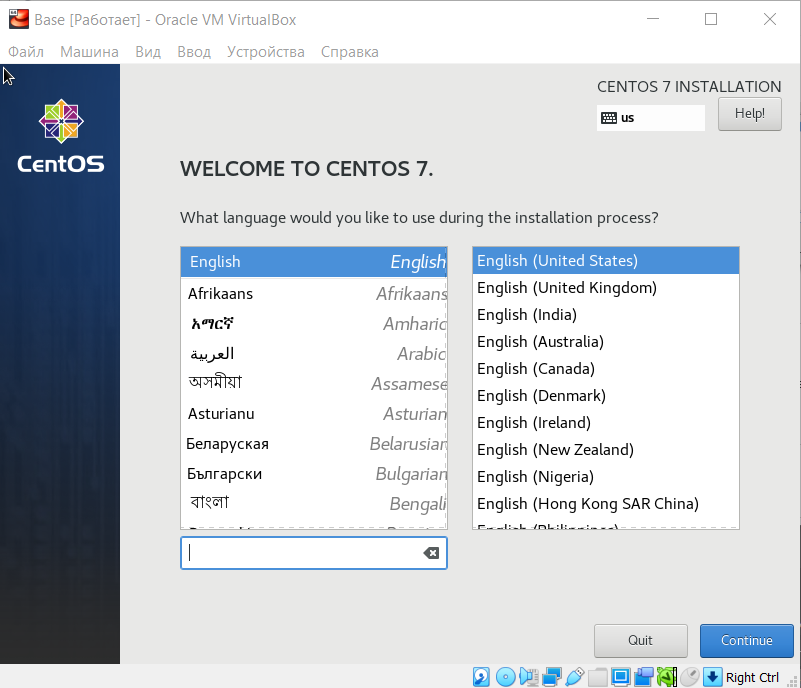 Base [Работает] - Oracle VM VirtualBox
Файл Машина Вид Ввод Устройства Справка
CentOS
CENTOS 7 INSTALLATION
us
Help!
WELCOME TO CENTOS 7.
What language would you like to use during the installation process?
English English
Afrikaans Afrikaans
አማርኛ Amharic
العربية Arabic
অসমীয়া Assamese
Asturianu Asturian
Беларуская Belarusian
Български Bulgarian
বাংলা Bengali
English (United States)
English (United Kingdom)
English (India)
English (Australia)
English (Canada)
English (Denmark)
English (Ireland)
English (New Zealand)
English (Nigeria)
English (Hong Kong SAR China)
English (Philippines)
Quit
Continue
Right Ctrl